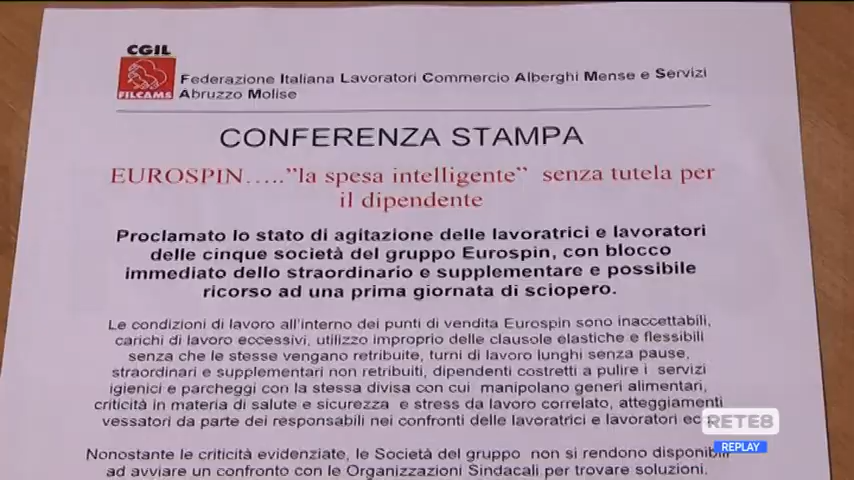 CGIL
FILCAMS
Federazione Italiana Lavoratori Commercio Alberghi Mense e Servizi
Abruzzo Molise
CONFERENZA STAMPA
EUROSPIN…..”la spesa intelligente” senza tutela per
il dipendente
Proclamato lo stato di agitazione delle lavoratrici e lavoratori
delle cinque società del gruppo Eurospin, con blocco
immediato dello straordinario e supplementare e possibile
ricorso ad una prima giornata di sciopero.
Le condizioni di lavoro all'interno dei punti di vendita Eurospin sono inaccettabili,
carichi di lavoro eccessivi, utilizzo improprio delle clausole elastiche e flessibili
senza che le stesse vengano retribuite, turni di lavoro lunghi senza pause,
straordinari e supplementari non retribuiti, dipendenti costretti a pulire i servizi
igienici e parcheggi con la stessa divisa con cui manipolano generi alimentari,
criticità in materia di salute e sicurezza e stress da lavoro correlato, atteggiamenti
vessatori da parte dei responsabili nei confronti delle lavoratrici e lavoratori
RETE8
REPLAY
Nonostante le criticità evidenziate, le Società del gruppo non si rendono disponibili
ad avviare un confronto con le Organizzazioni Sindacali per trovare soluzioni.